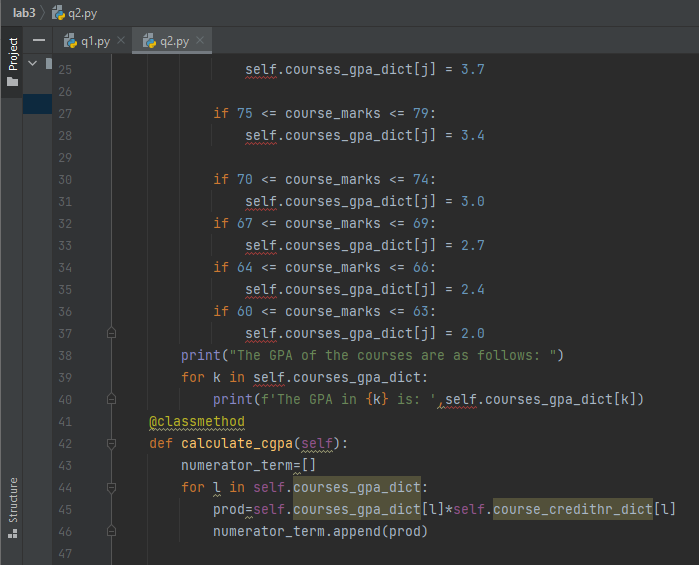 lab3 q2.py
q1.py × q2.py ×
Project
Structure
25 self.courses_gpa_dict[j] = 3.7
26
27 if 75 <= course_marks <= 79:
28 self.courses_gpa_dict[j] = 3.4
29
30 if 70 <= course_marks <= 74:
31 self.courses_gpa_dict[j] = 3.0
32 if 67 <= course_marks <= 69:
33 self.courses_gpa_dict[j] = 2.7
34 if 64 <= course_marks <= 66:
35 self.courses_gpa_dict[j] = 2.4
36 if 60 <= course_marks <= 63:
37 self.courses_gpa_dict[j] = 2.0
38 print("The GPA of the courses are as follows: ")
39 for k in self.courses_gpa_dict:
40 print(f'The GPA in {k} is: ',self.courses_gpa_dict[k])
41 @classmethod
42 def calculate_cgpa(self):
43 numerator_term=[]
44 for l in self.courses_gpa_dict:
45 prod=self.courses_gpa_dict[l]*self.course_credithr_dict[l]
46 numerator_term.append(prod)
47